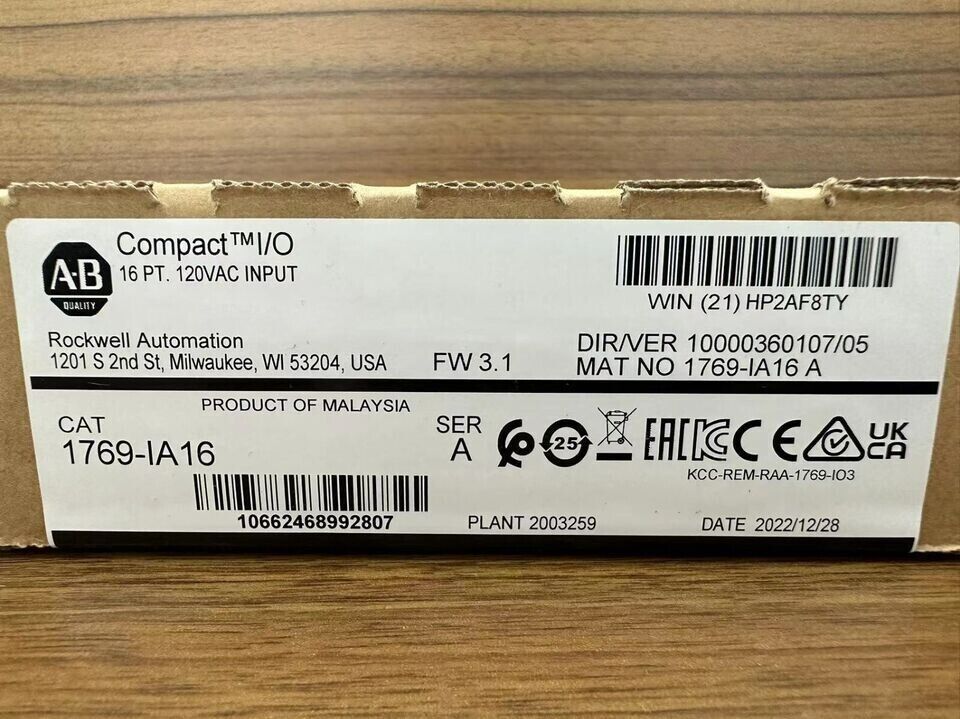 A-B
QUALITY
Compact™I/O
16 PT. 120VAC INPUT
WIN (21) HP2AF8TY
Rockwell Automation
1201 S 2nd St, Milwaukee, WI 53204, USA
FW 3.1
DIR/VER 10000360107/05
MAT NO 1769-IA16 A
PRODUCT OF MALAYSIA
CAT
1769-IA16
SER
A
25
EAC
KC
CE
UK
CA
KCC-REM-RAA-1769-IO3
10662468992807
PLANT 2003259
DATE 2022/12/28